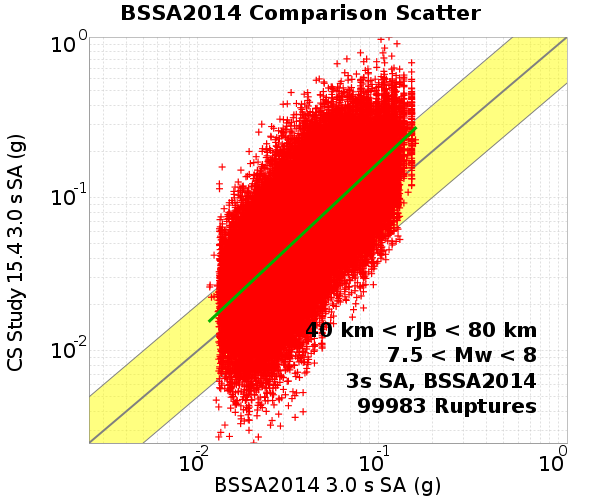 BSSA2014 Comparison Scatter
CS Study 15.4 3.0 s SA (g)
10^0
10^-1
10^-2
40 km < rJB < 80 km
7.5 < Mw < 8
3s SA, BSSA2014
99983 Ruptures
10^-2 10^-1 10^0
BSSA2014 3.0 s SA (g)